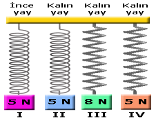 İnce Kalın Kalın Kalın
yay yay yay yay
5 N 5 N 8 N 5 N
I II III IV